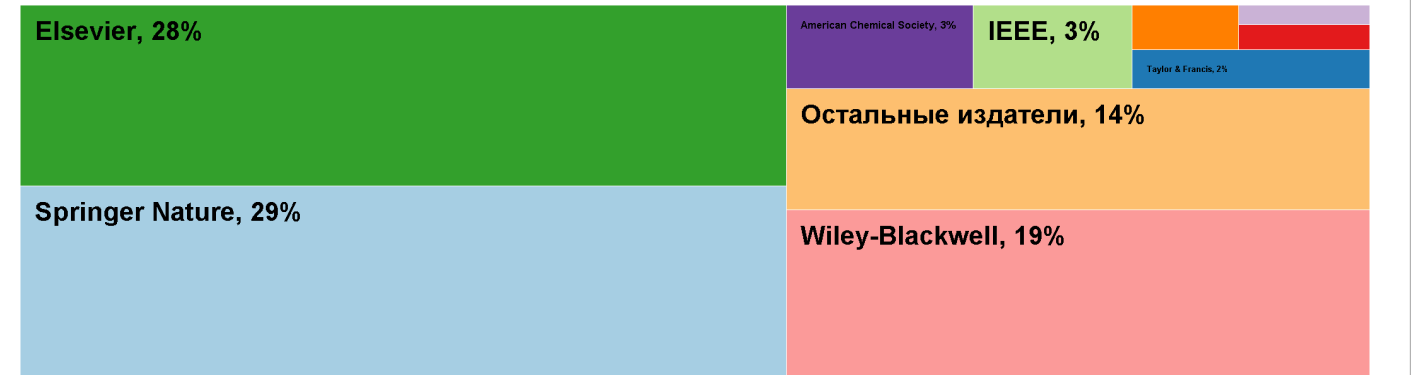 Elsevier, 28%
American Chemical Society, 3%
IEEE, 3%
Taylor & Francis, 2%
Остальные издатели, 14%
Springer Nature, 29%
Wiley-Blackwell, 19%